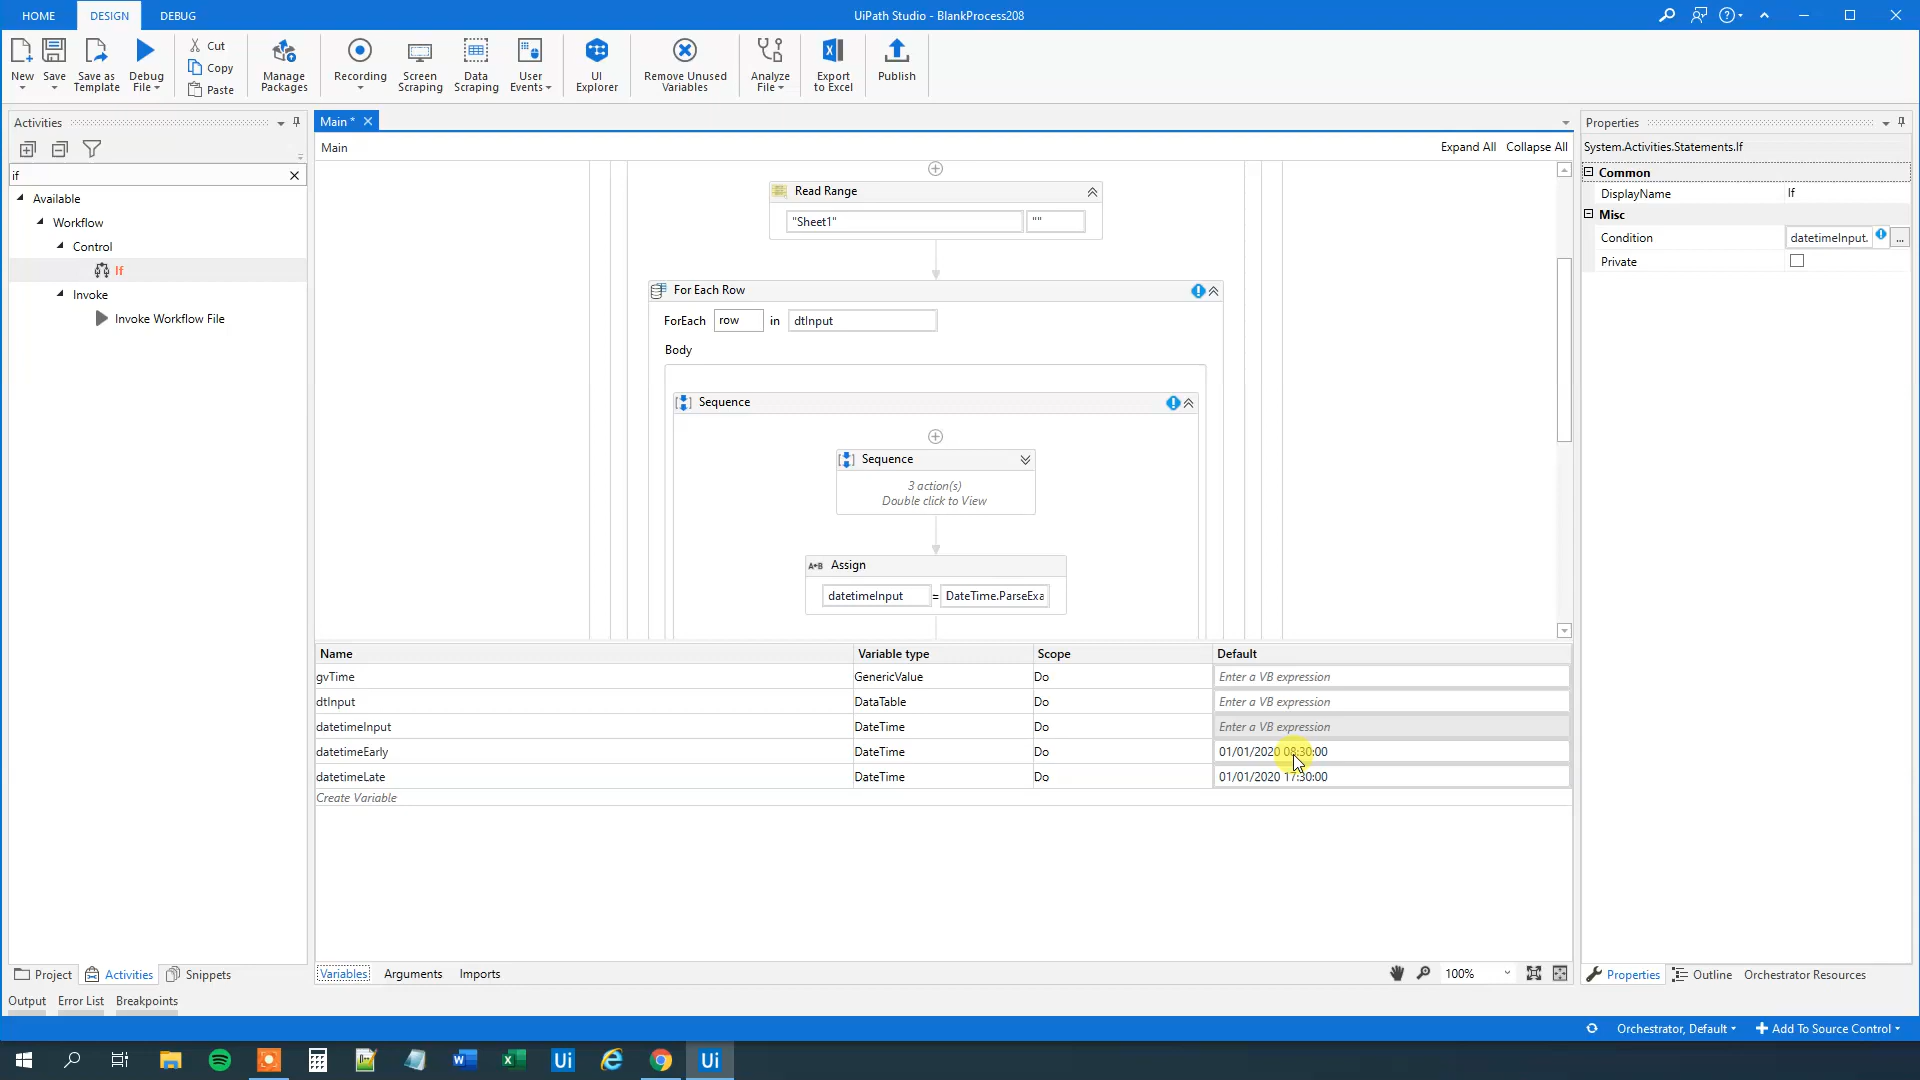 HOME DESIGN DEBUG UiPath Studio - BlankProcess208
New Save Save as Template Debug File Cut Copy Paste Manage Packages Recording Screen Scraping Data Scraping User Events UI Explorer Remove Unused Variables Analyze File Export to Excel Publish
Activities
if
Available
Workflow
Control
If
Invoke
Invoke Workflow File
Main *
Main Expand All Collapse All
Read Range
"Sheet1" ""
For Each Row
ForEach row in dtInput
Body
Sequence
Sequence
3 action(s)
Double click to View
Assign
datetimeInput = DateTime.ParseExa
Name Variable type Scope Default
gvTime GenericValue Do Enter a VB expression
dtInput DataTable Do Enter a VB expression
datetimeInput DateTime Do Enter a VB expression
datetimeEarly DateTime Do 01/01/2020 08:30:00
datetimeLate DateTime Do 01/01/2020 17:30:00
Create Variable
Variables Arguments Imports 100%
Properties
System.Activities.Statements.If
Common
DisplayName If
Misc
Condition datetimeInput. ...
Private
Project Activities Snippets
Properties Outline Orchestrator Resources
Output Error List Breakpoints
Orchestrator, Default Add To Source Control
Ui Ui